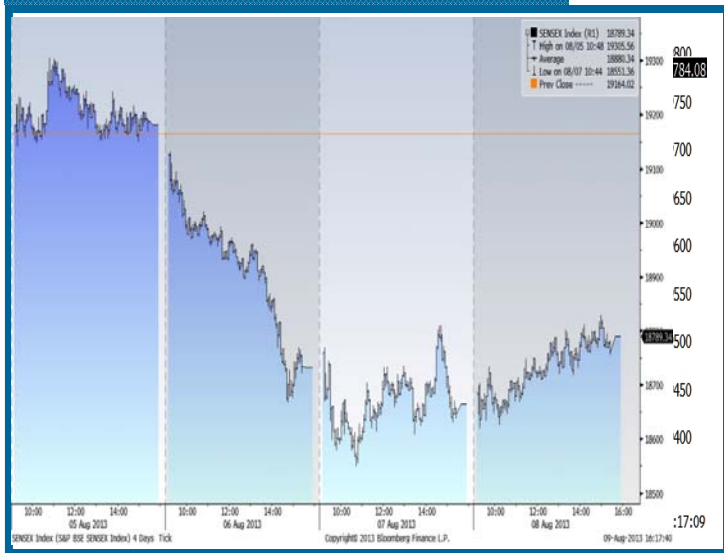 SENSEX Index (R1) 18789.34
High on 08/05 10:48 19305.56
Average 18880.34
Low on 08/07 10:44 18551.36
Prev Close ----- 19164.02
19300
19200
19100
19000
18900
18789.34
18700
18600
18500
800
784.08
750
700
650
600
550
500
450
400
:17:09
10:00 12:00 14:00 10:00 12:00 14:00 10:00 12:00 14:00 10:00 12:00 14:00 16:00
05 Aug 2013 06 Aug 2013 07 Aug 2013 08 Aug 2013
SENSEX Index (S&P BSE SENSEX Index) 4 Days Tick Copyright© 2013 Bloomberg Finance L.P. 09-Aug-2013 16:17:40